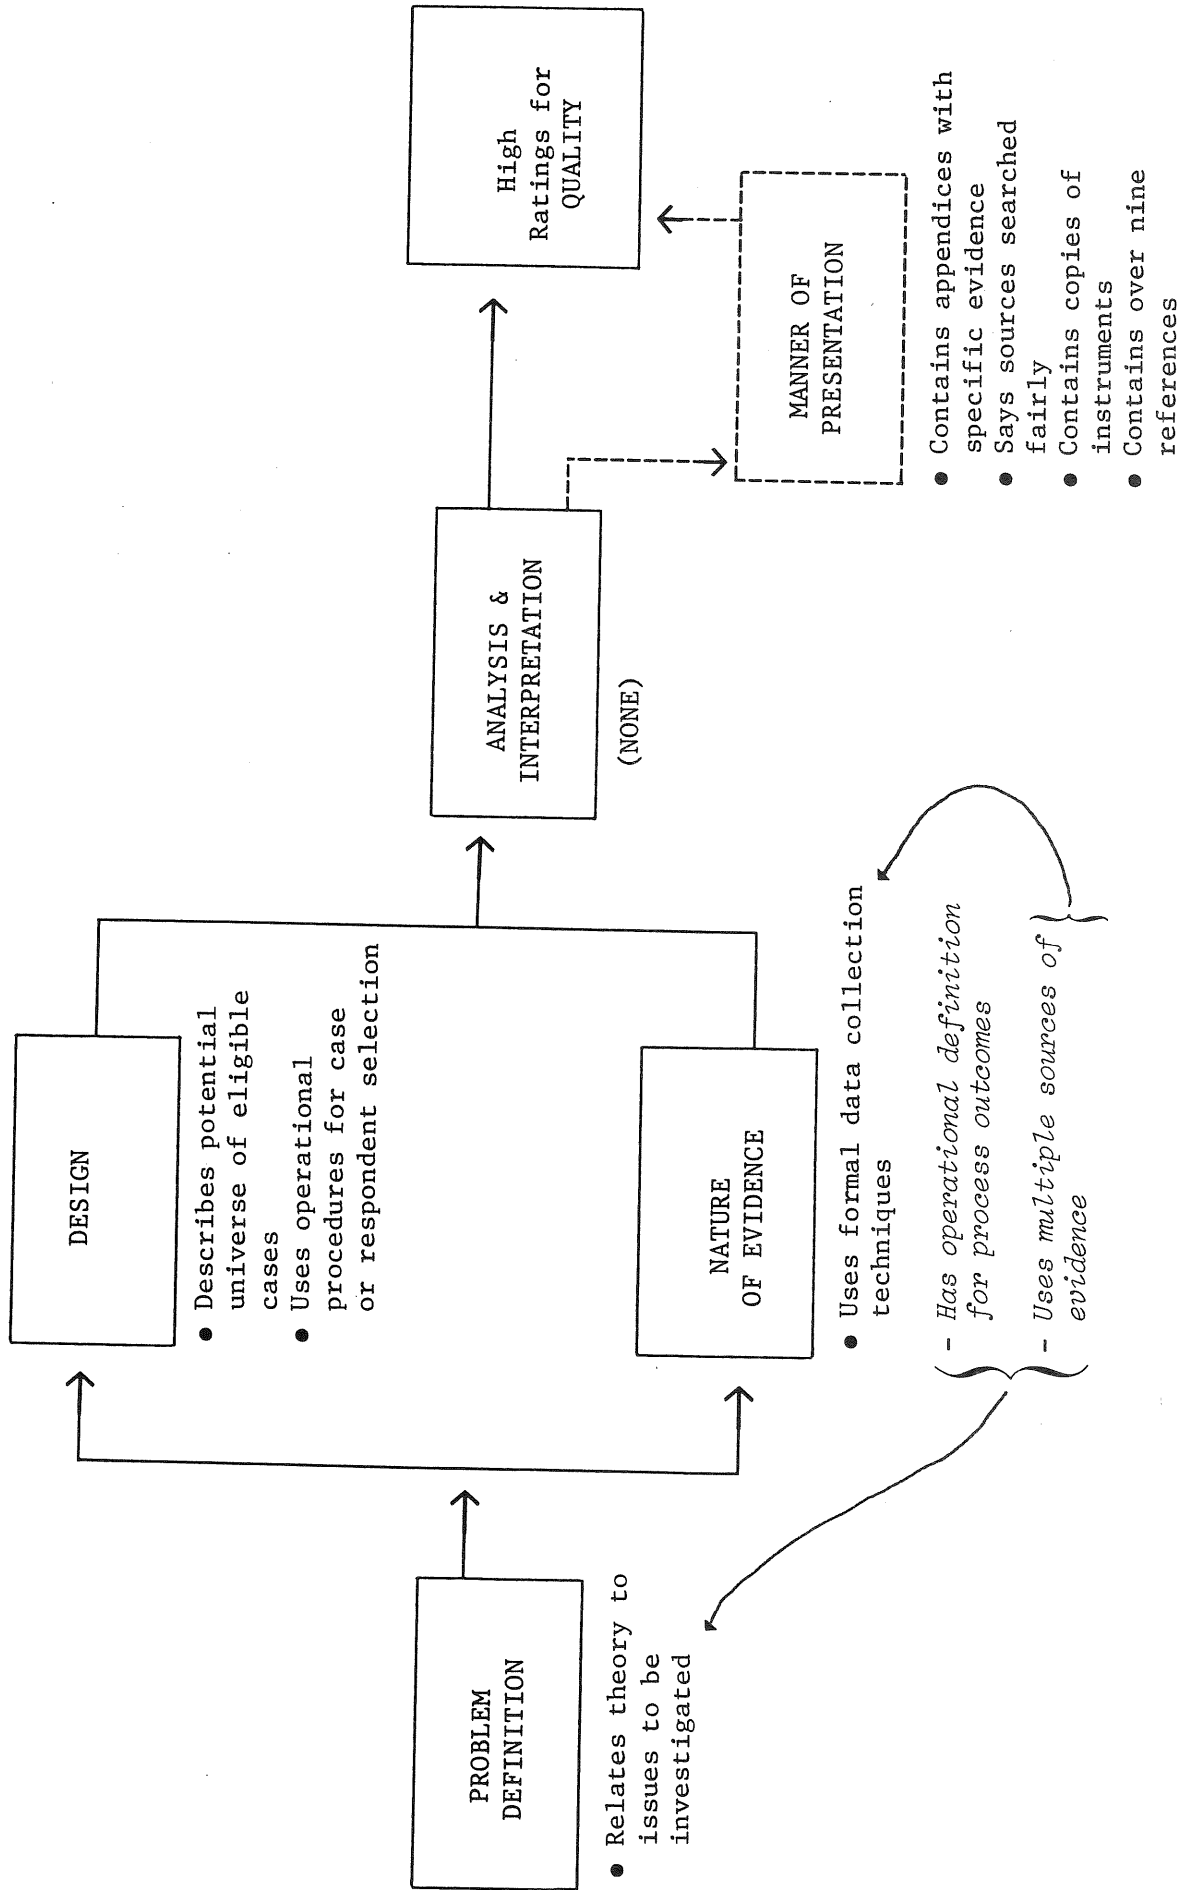 PROBLEM
DEFINITION
● Relates theory to
issues to be
investigated
DESIGN
● Describes potential
universe of eligible
cases
● Uses operational
procedures for case
or respondent selection
NATURE
OF EVIDENCE
● Uses formal data collection
techniques
- Has operational definition
for process outcomes
- Uses multiple sources of
evidence
ANALYSIS &
INTERPRETATION
(NONE)
High
Ratings for
QUALITY
MANNER OF
PRESENTATION
● Contains appendices with
specific evidence
● Says sources searched
fairly
● Contains copies of
instruments
● Contains over nine
references